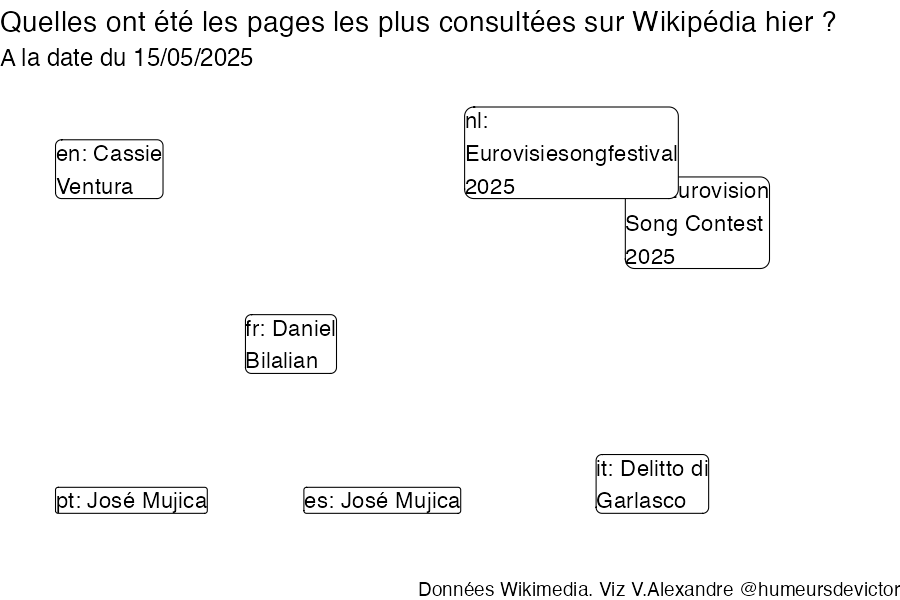 Quelles ont été les pages les plus consultées sur Wikipédia hier ?
A la date du 15/05/2025
nl:
Eurovisiesongfestival
2025
en: Cassie
Ventura
urovision
Song Contest
2025
fr: Daniel
Bilalian
it: Delitto di
Garlasco
pt: José Mujica
es: José Mujica
Données Wikimedia. Viz V.Alexandre @humeursdevictor